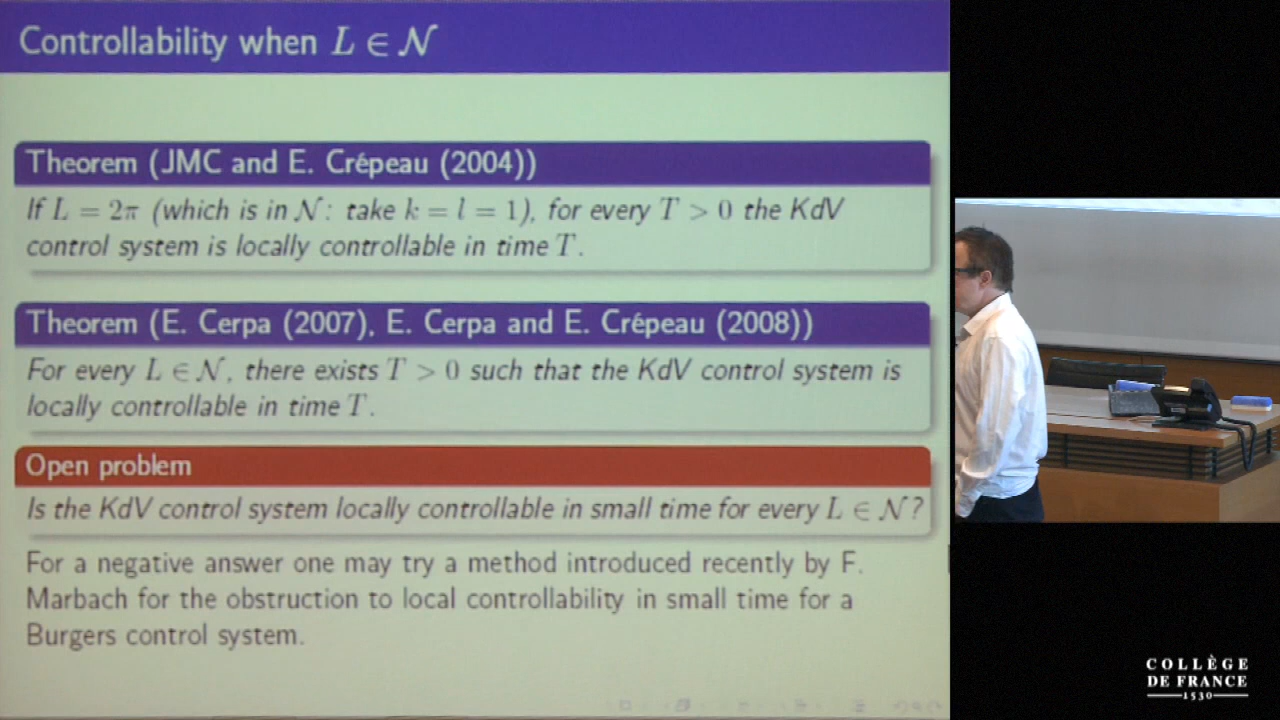 Controllability when L ∈ 𝒩
Theorem (JMC and E. Crépeau (2004))
If L = 2π (which is in 𝒩: take k = l = 1), for every T > 0 the KdV
control system is locally controllable in time T.
Theorem (E. Cerpa (2007), E. Cerpa and E. Crépeau (2008))
For every L ∈ 𝒩, there exists T > 0 such that the KdV control system is
locally controllable in time T.
Open problem
Is the KdV control system locally controllable in small time for every L ∈ 𝒩?
For a negative answer one may try a method introduced recently by F.
Marbach for the obstruction to local controllability in small time for a
Burgers control system.
COLLÈGE
DE FRANCE
1530